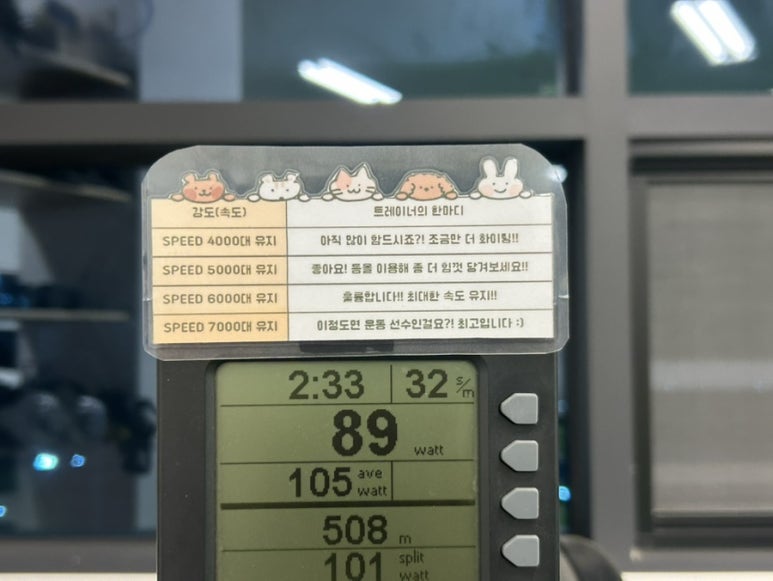 강도(속도) 트레이너의 한마디
SPEED 4000대 유지 아직 많이 힘드시죠?! 조금만 더 화이팅!!
SPEED 5000대 유지 좋아요! 등을 이용해 좀 더 힘껏 당겨보세요!!
SPEED 6000대 유지 훌륭합니다!! 최대한 속도 유지!!
SPEED 7000대 유지 이정도면 운동 선수인걸요?! 최고입니다 :)
2:33 32 s/m
89 watt
105 ave watt
508 m
101 split watt